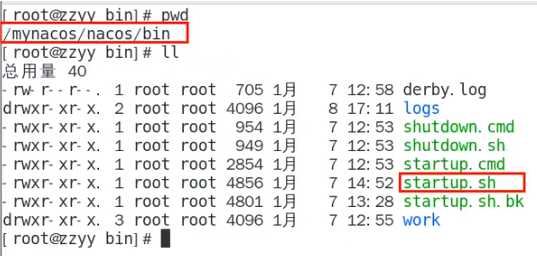 [root@zzyy bin]# pwd
/mynacos/nacos/bin
[root@zzyy bin]# ll
总用量 40
-rw-r--r--. 1 root root 705 1月 7 12:58 derby.log
drwxr-xr-x. 2 root root 4096 1月 8 17:11 logs
-rwxr-xr-x. 1 root root 954 1月 7 12:53 shutdown.cmd
-rwxr-xr-x. 1 root root 949 1月 7 12:53 shutdown.sh
-rwxr-xr-x. 1 root root 2854 1月 7 12:53 startup.cmd
-rwxr-xr-x. 1 root root 4856 1月 7 14:52 startup.sh
-rwxr-xr-x. 1 root root 4801 1月 7 13:28 startup.sh.bk
drwxr-xr-x. 3 root root 4096 1月 7 12:55 work
[root@zzyy bin]#